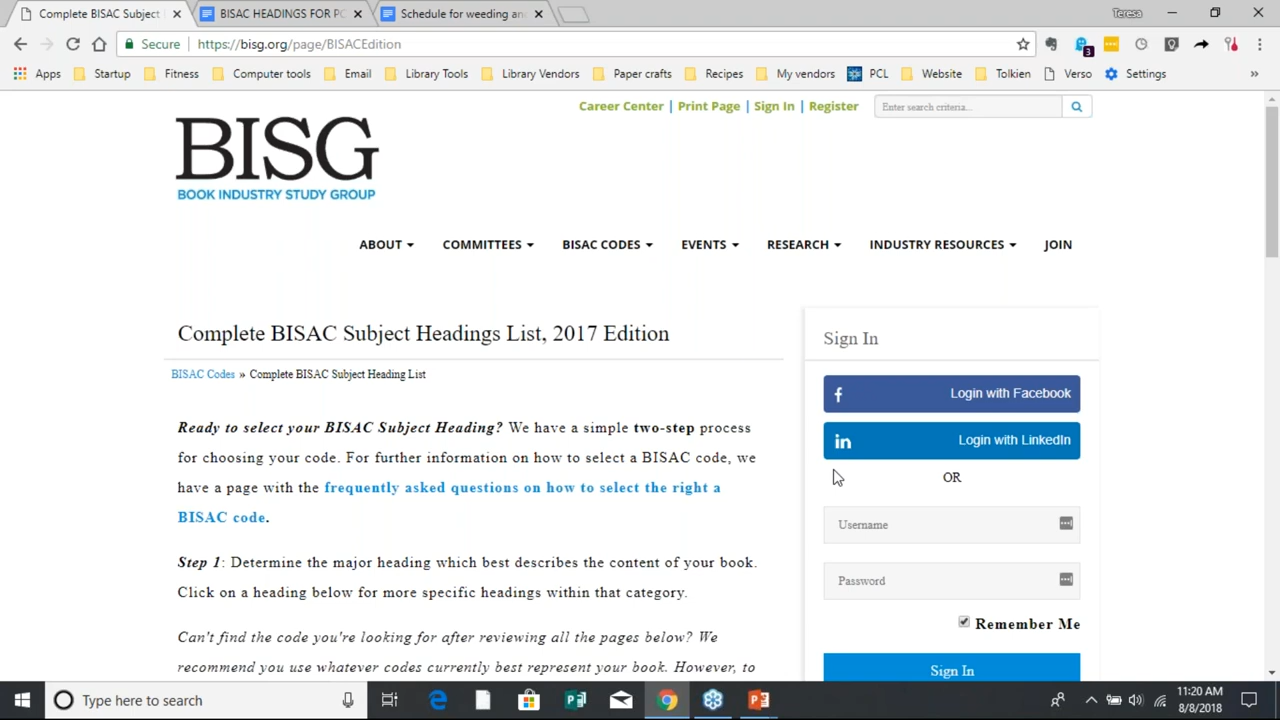 Complete BISAC Subject
BISAC HEADINGS FOR PC
Schedule for weeding an
Teresa
Secure
https://bisg.org/page/BISACEdition
3
Apps
Startup
Fitness
Computer tools
Email
Library Tools
Library Vendors
Paper crafts
Recipes
My vendors
PCL
Website
Tolkien
Verso
Settings
»
Career Center | Print Page | Sign In | Register
Enter search criteria...
BISG
BOOK INDUSTRY STUDY GROUP
ABOUT
COMMITTEES
BISAC CODES
EVENTS
RESEARCH
INDUSTRY RESOURCES
JOIN
Complete BISAC Subject Headings List, 2017 Edition
BISAC Codes » Complete BISAC Subject Heading List
Ready to select your BISAC Subject Heading? We have a simple two-step process
for choosing your code. For further information on how to select a BISAC code, we
have a page with the frequently asked questions on how to select the right a
BISAC code.
Step 1: Determine the major heading which best describes the content of your book.
Click on a heading below for more specific headings within that category.
Can't find the code you're looking for after reviewing all the pages below? We
recommend you use whatever codes currently best represent your book. However, to
Sign In
Login with Facebook
Login with LinkedIn
OR
Username
Password
Remember Me
Sign In
Type here to search
11:20 AM
8/8/2018